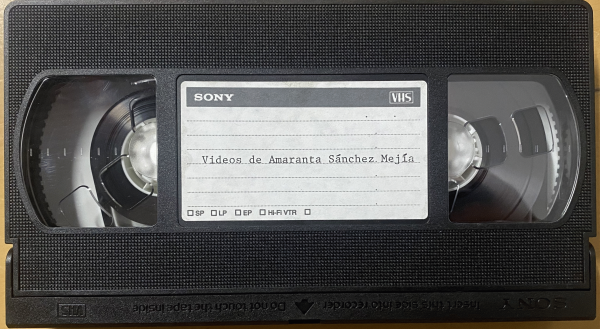 SONY VHS
Videos de Amaranta Sánchez Mejía
SP LP EP HI-FI VTR
Insert this side into recorder. Do not touch the tape inside
SONY VHS